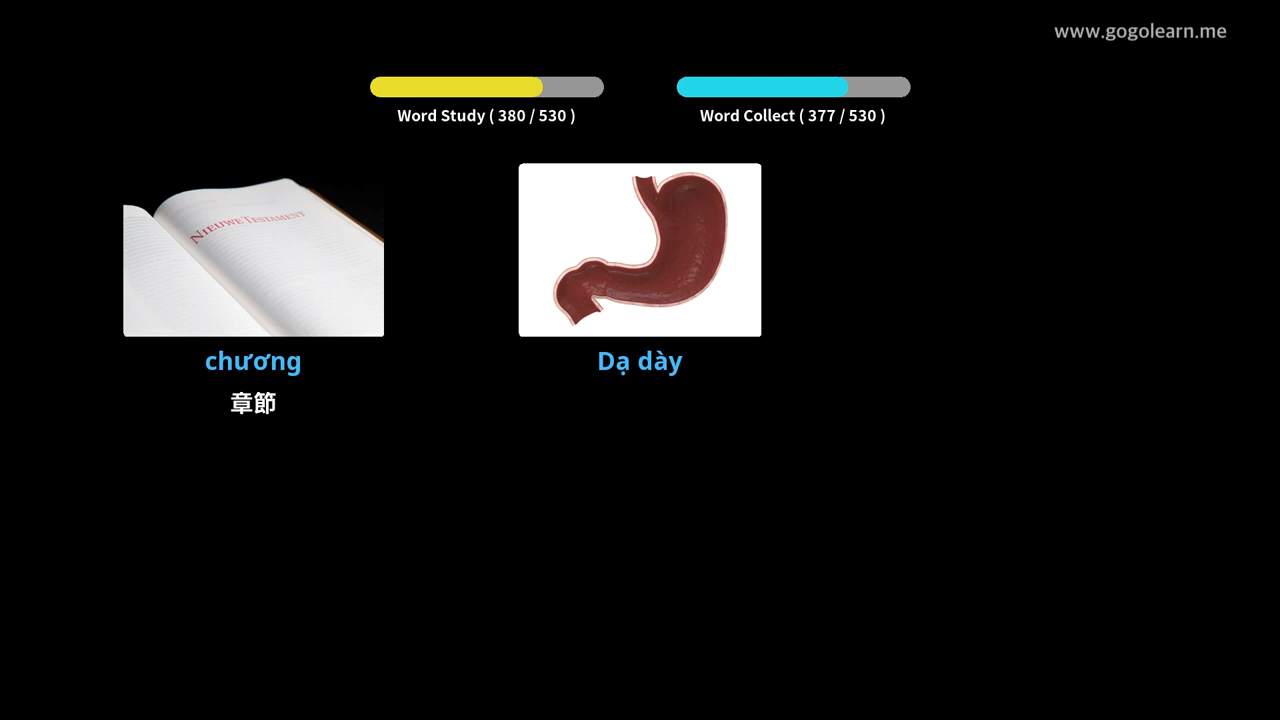 www.gogolearn.me
Word Study ( 380 / 530 )
Word Collect ( 377 / 530 )
NIEUWE TESTAMENT
chương
章節
Dạ dày